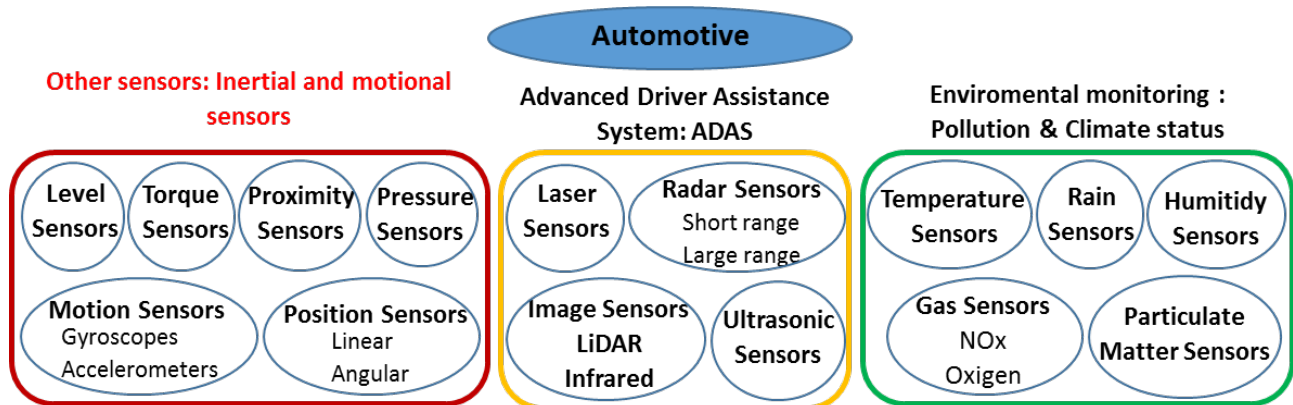 Automotive
Other sensors: Inertial and motional
sensors
Level
Sensors
Torque
Sensors
Proximity
Sensors
Pressure
Sensors
Motion Sensors
Gyroscopes
Accelerometers
Position Sensors
Linear
Angular
Advanced Driver Assistance
System: ADAS
Laser
Sensors
Radar Sensors
Short range
Large range
Image Sensors
LiDAR
Infrared
Ultrasonic
Sensors
Enviromental monitoring :
Pollution & Climate status
Temperature
Sensors
Rain
Sensors
Humitidy
Sensors
Gas Sensors
NOx
Oxigen
Particulate
Matter Sensors